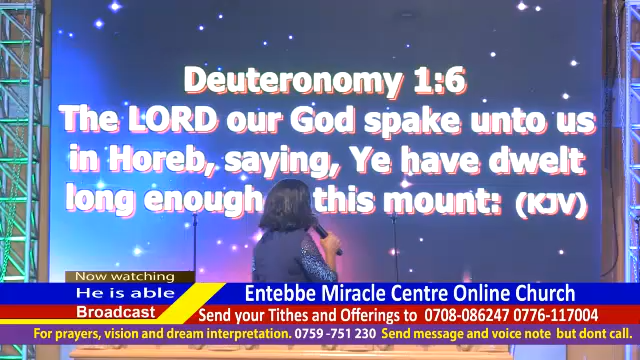 Deuteronomy 1:6
The LORD our God spake unto us
in Horeb, saying, Ye have dwelt
long enough this mount: (KJV)
Now watching
He is able
Broadcast
Entebbe Miracle Centre Online Church
Send your Tithes and Offerings to 0708-086247 0776-117004
For prayers, vision and dream interpretation. 0759 -751 230 Send message and voice note but dont call.